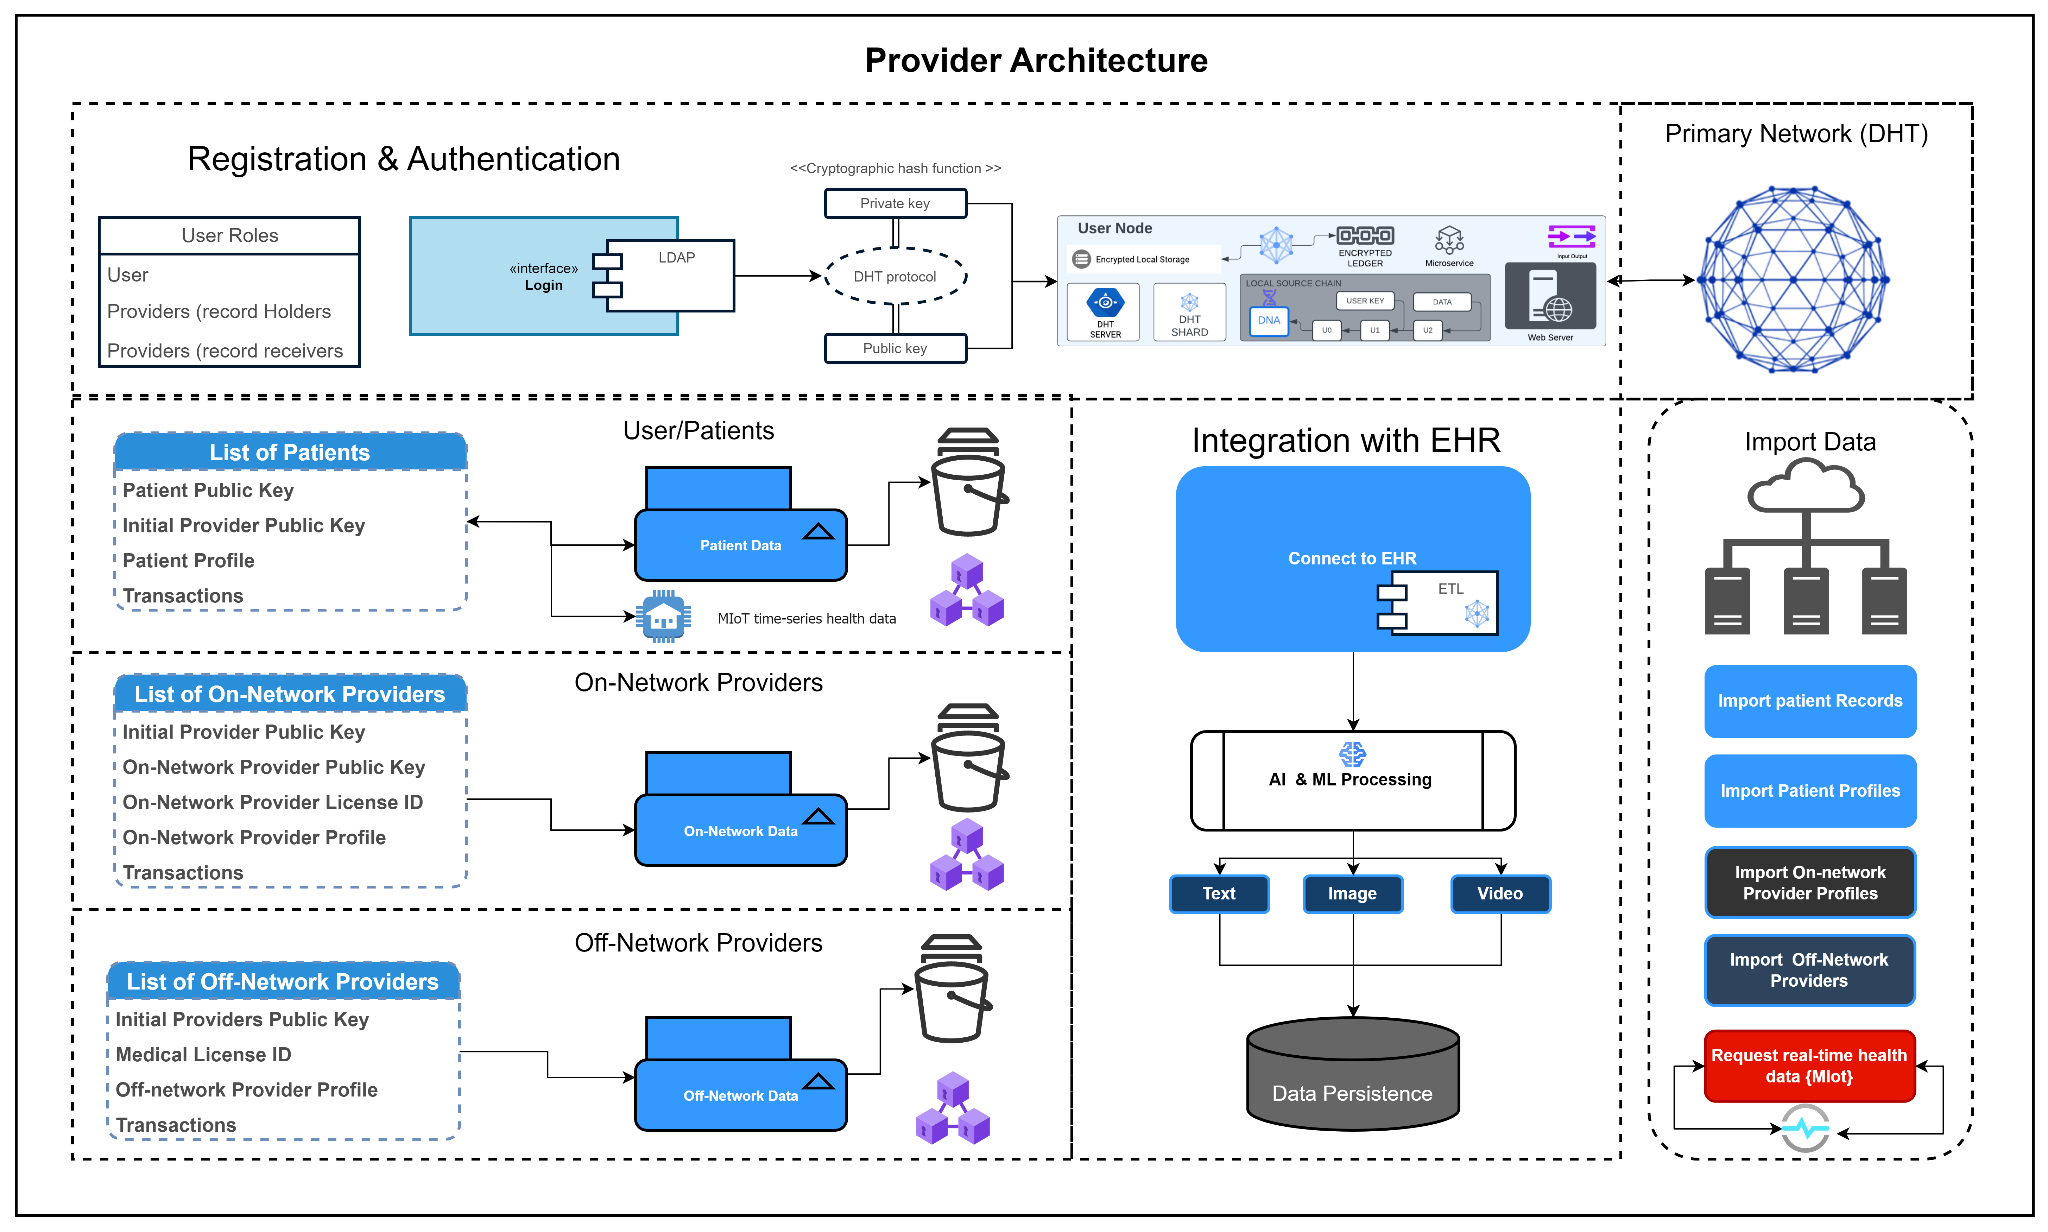 Provider Architecture
Registration & Authentication
Primary Network (DHT)
<<Cryptographic hash function >>
User Roles
User
Providers (record Holders
Providers (record receivers
«interface»
Login
LDAP
Private key
DHT protocol
Public key
User Node
Encrypted Local Storage
ENCRYPTED
LEDGER
Microservice
Input Output
DHT
SERVER
DHT
SHARD
LOCAL SOURCE CHAIN
DNA
USER KEY
DATA
U0
U1
U2
Web Server
User/Patients
List of Patients
Patient Public Key
Initial Provider Public Key
Patient Profile
Transactions
Patient Data
MIoT time-series health data
On-Network Providers
List of On-Network Providers
Initial Provider Public Key
On-Network Provider Public Key
On-Network Provider License ID
On-Network Provider Profile
Transactions
On-Network Data
Off-Network Providers
List of Off-Network Providers
Initial Providers Public Key
Medical License ID
Off-network Provider Profile
Transactions
Off-Network Data
Integration with EHR
Connect to EHR
ETL
AI & ML Processing
Text
Image
Video
Data Persistence
Import Data
Import patient Records
Import Patient Profiles
Import On-network
Provider Profiles
Import Off-Network
Providers
Request real-time health
data {MIot}